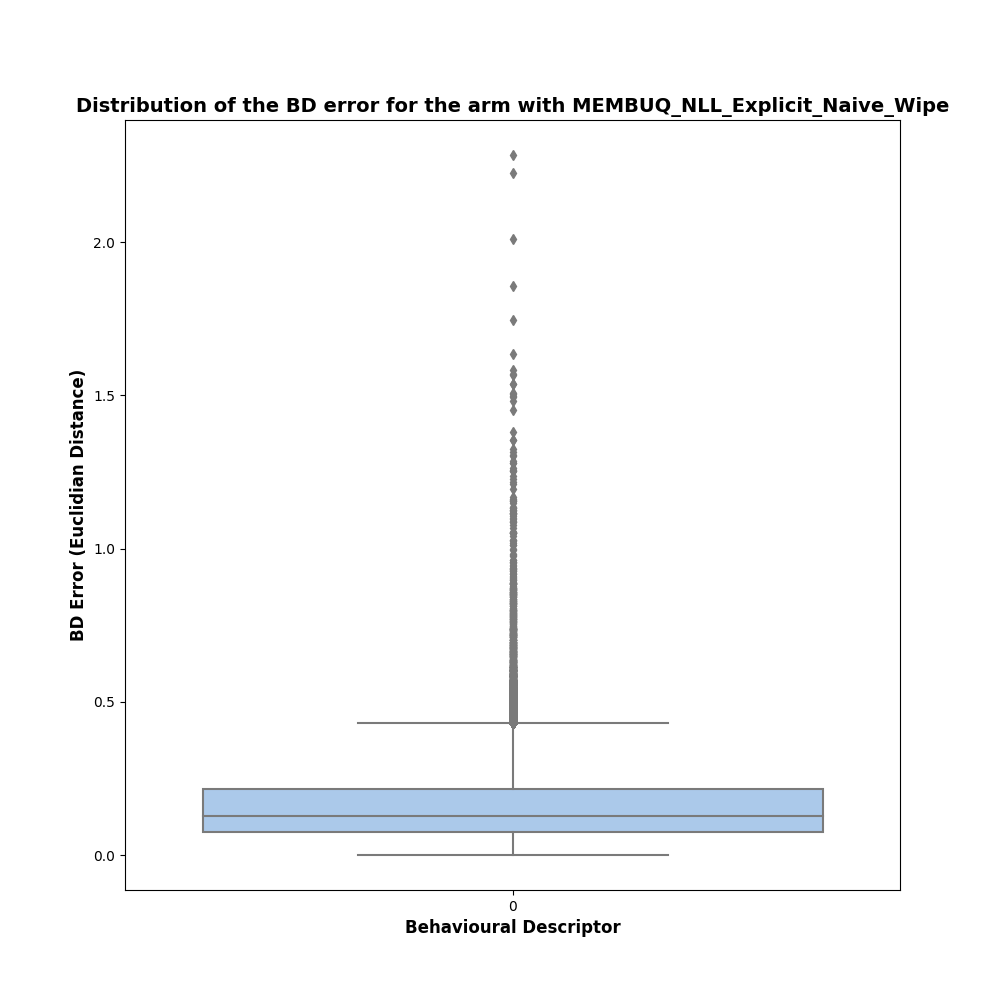 Distribution of the BD error for the arm with MEMBUQ_NLL_Explicit_Naive_Wipe
BD Error (Euclidian Distance)
2.0
1.5
1.0
0.5
0.0
0
Behavioural Descriptor